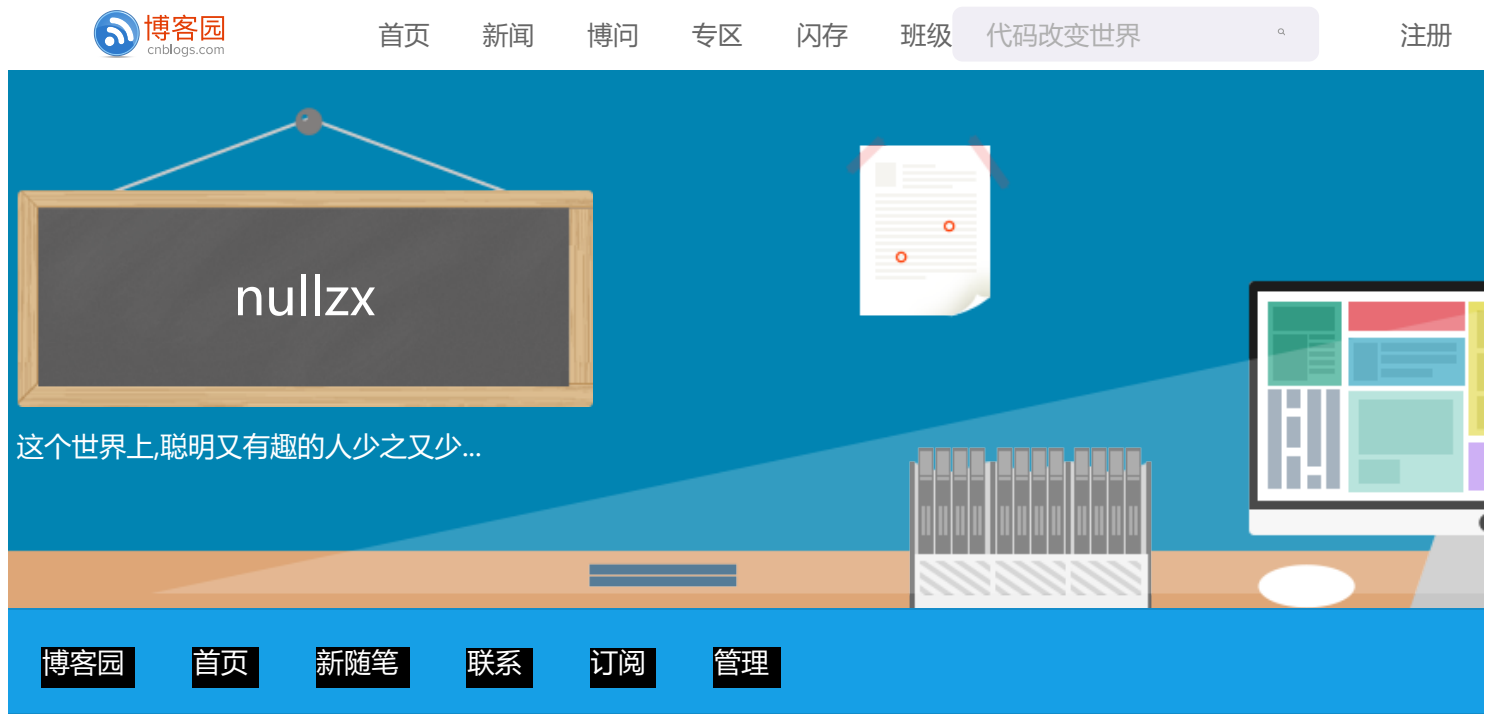 博客园
cnblogs.com
首页 新闻 博问 专区 闪存 班级 代码改变世界 注册
nullzx
这个世界上,聪明又有趣的人少之又少...
博客园 首页 新随笔 联系 订阅 管理